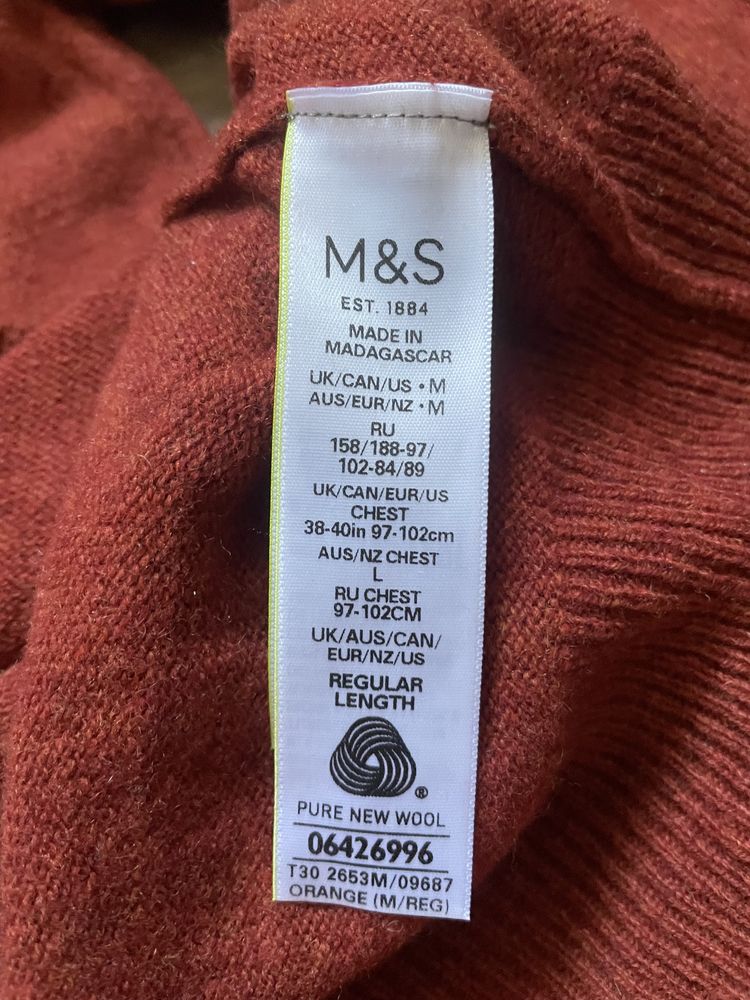 M&S
EST. 1884
MADE IN
MADAGASCAR
UK/CAN/US • M
AUS/EUR/NZ • M
RU
158/188-97/
102-84/89
UK/CAN/EUR/US
CHEST
38-40in 97-102cm
AUS/NZ CHEST
L
RU CHEST
97-102CM
UK/AUS/CAN/
EUR/NZ/US
REGULAR
LENGTH
®
PURE NEW WOOL
06426996
T30 2653M/09687
ORANGE (M/REG)